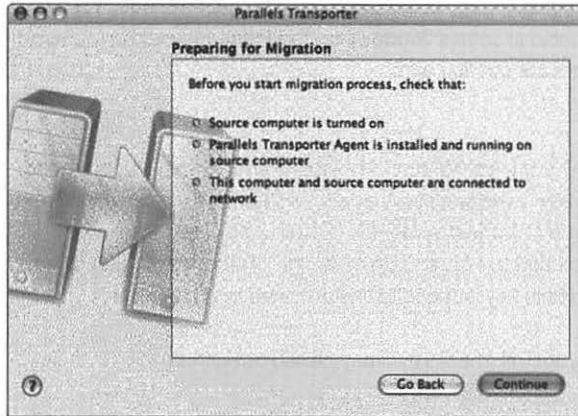 Parallels Transporter
Preparing for Migration
Before you start migration process, check that:
Source computer is turned on
Parallels Transporter Agent is installed and running on
source computer
This computer and source computer are connected to
network
?
Go Back
Continue